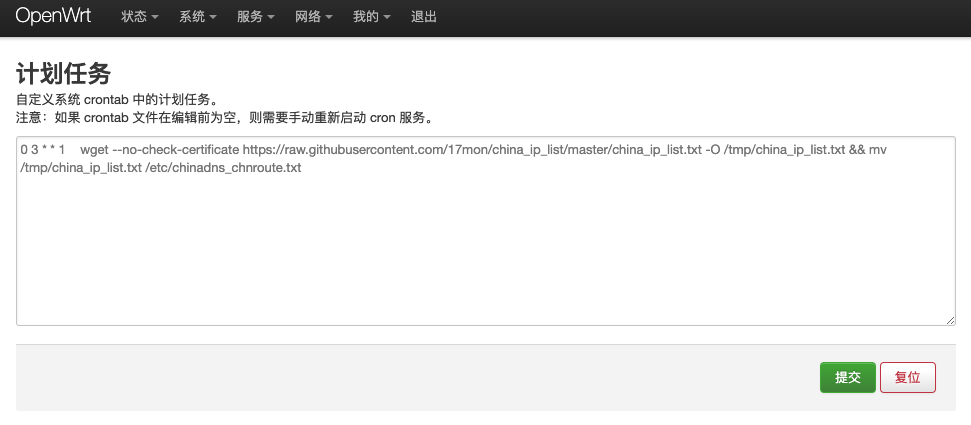 OpenWrt 状态 系统 服务 网络 我的 退出
计划任务
自定义系统 crontab 中的计划任务。
注意：如果 crontab 文件在编辑前为空，则需要手动重新启动 cron 服务。
0 3 * * 1    wget --no-check-certificate https://raw.githubusercontent.com/17mon/china_ip_list/master/china_ip_list.txt -O /tmp/china_ip_list.txt && mv
/tmp/china_ip_list.txt /etc/chinadns_chnroute.txt
提交 复位